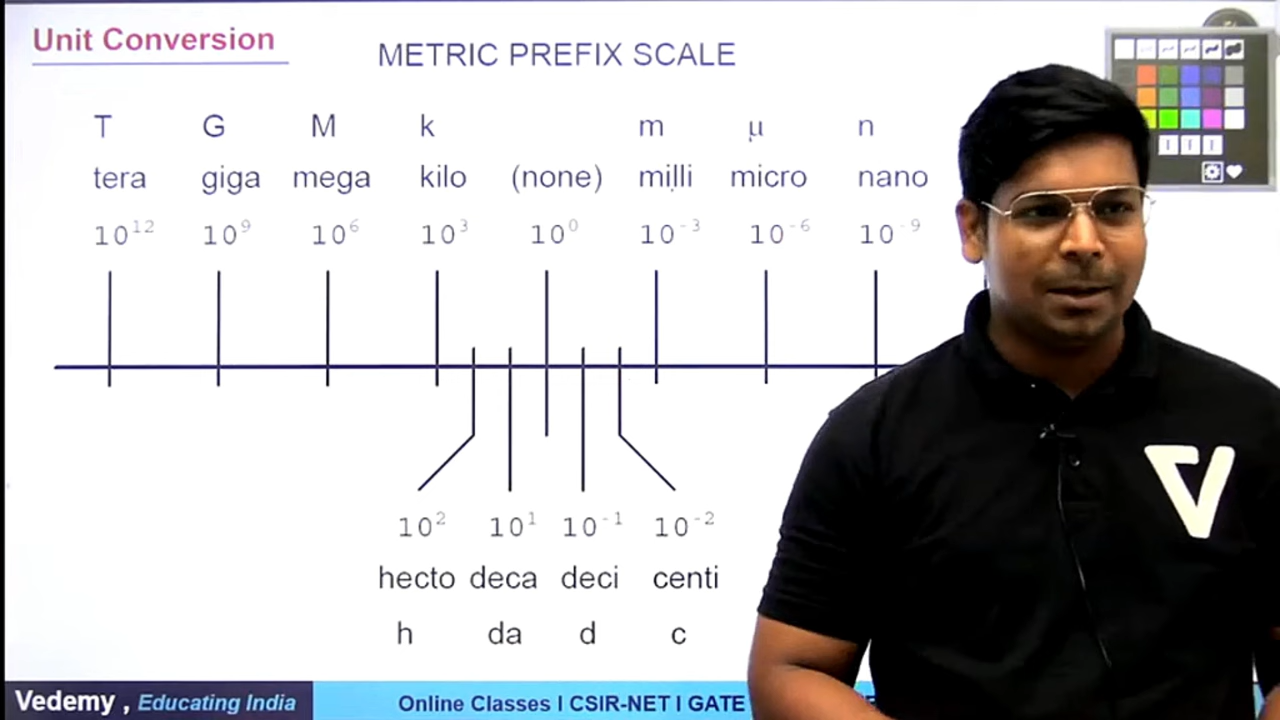 Unit Conversion
METRIC PREFIX SCALE
T G M k m μ n
tera giga mega kilo (none) milli micro nano
10¹² 10⁹ 10⁶ 10³ 10⁰ 10⁻³ 10⁻⁶ 10⁻⁹
10² 10¹ 10⁻¹ 10⁻²
hecto deca deci centi
h da d c
V
Vedemy , Educating India
Online Classes I CSIR-NET I GATE